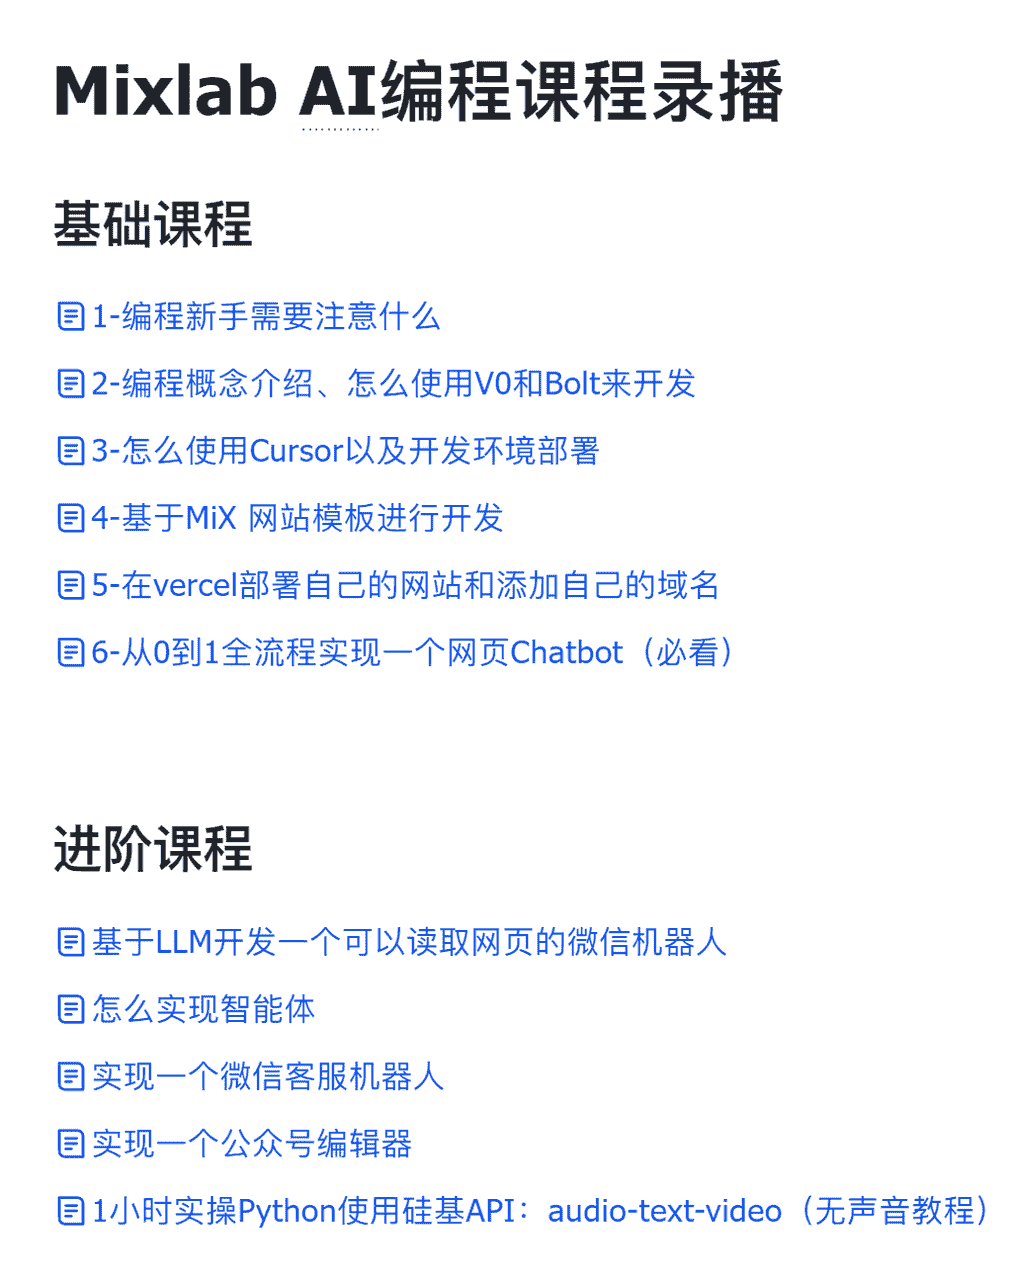 Mixlab AI编程课程录播
基础课程
1-编程新手需要注意什么
2-编程概念介绍、怎么使用V0和Bolt来开发
3-怎么使用Cursor以及开发环境部署
4-基于MiX 网站模板进行开发
5-在vercel部署自己的网站和添加自己的域名
6-从0到1全流程实现一个网页Chatbot（必看）
进阶课程
基于LLM开发一个可以读取网页的微信机器人
怎么实现智能体
实现一个微信客服机器人
实现一个公众号编辑器
1小时实操Python使用硅基API：audio-text-video（无声音教程）